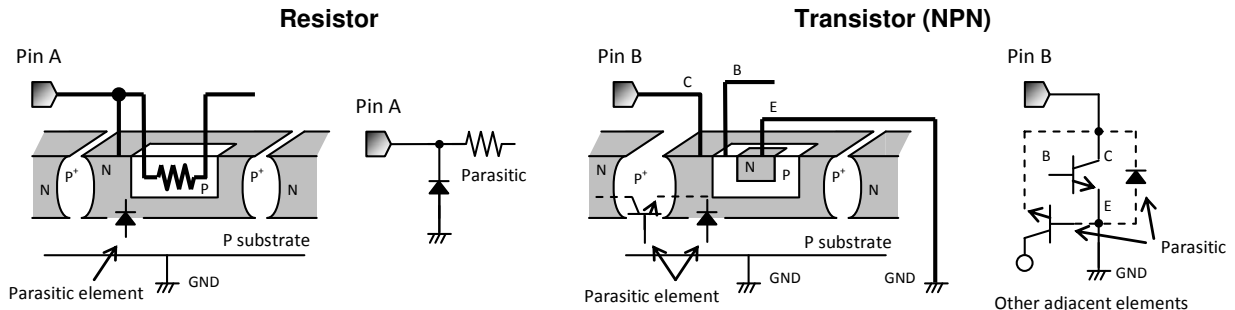 Resistor
Transistor (NPN)
Pin A
Pin A
N
P⁺
N
P
P⁺
N
Parasitic
P substrate
GND
Parasitic element
Pin B
C
B
E
N
P⁺
N
P
P⁺
N
P substrate
GND
GND
Parasitic element
Pin B
B
C
E
Parasitic
GND
Other adjacent elements